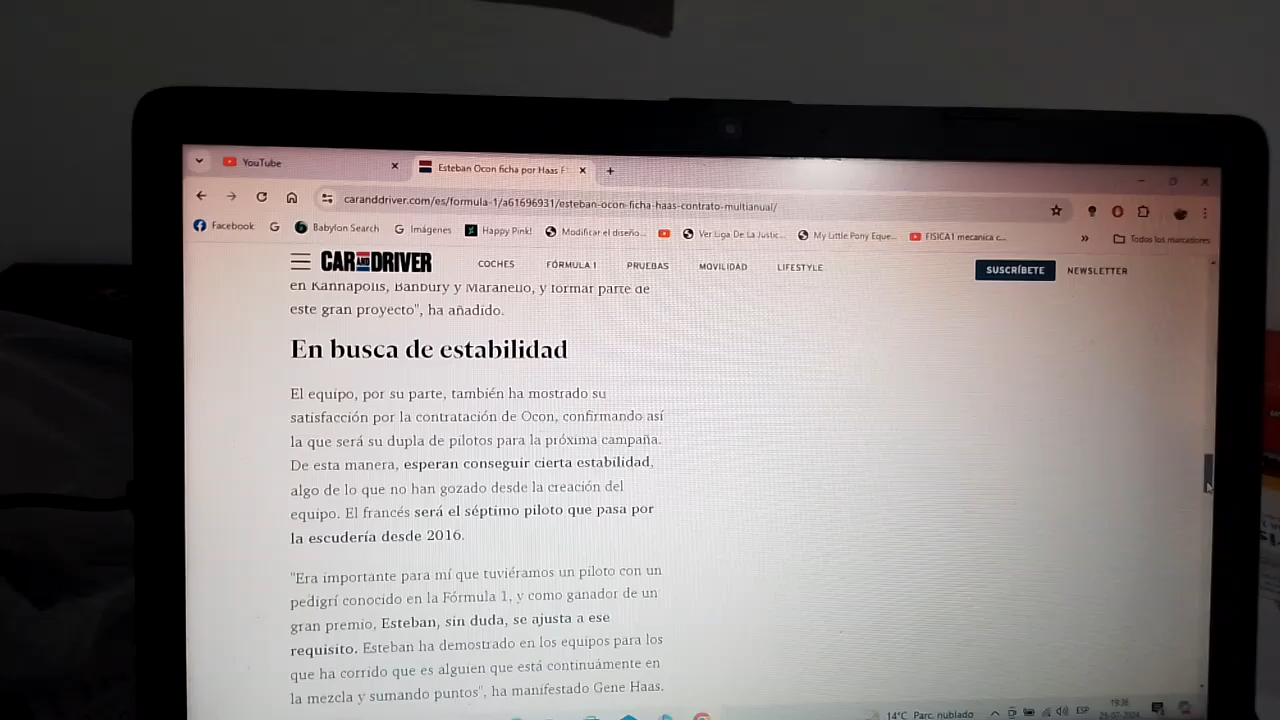 YouTube
Esteban Ocon ficha por Haas F
caranddriver.com/es/formula-1/a61696931/esteban-ocon-ficha-haas-contrato-multianual/
Facebook G Babylon Search G Imágenes Happy Pink! Modificar el diseño... Ver Liga De La Justic... My Little Pony Eque... FISICA1 mecanica c... » Todos los marcadores
CAR AND DRIVER COCHES FÓRMULA 1 PRUEBAS MOVILIDAD LIFESTYLE SUSCRÍBETE NEWSLETTER
en Kannapolis, Banbury y Maranello, y formar parte de
este gran proyecto", ha añadido.
En busca de estabilidad
El equipo, por su parte, también ha mostrado su
satisfacción por la contratación de Ocon, confirmando así
la que será su dupla de pilotos para la próxima campaña.
De esta manera, esperan conseguir cierta estabilidad,
algo de lo que no han gozado desde la creación del
equipo. El francés será el séptimo piloto que pasa por
la escudería desde 2016.
"Era importante para mí que tuviéramos un piloto con un
pedigrí conocido en la Fórmula 1, y como ganador de un
gran premio, Esteban, sin duda, se ajusta a ese
requisito. Esteban ha demostrado en los equipos para los
que ha corrido que es alguien que está continuámente en
la mezcla y sumando puntos", ha manifestado Gene Haas.
14°C Parc. nublado ESP 19:36